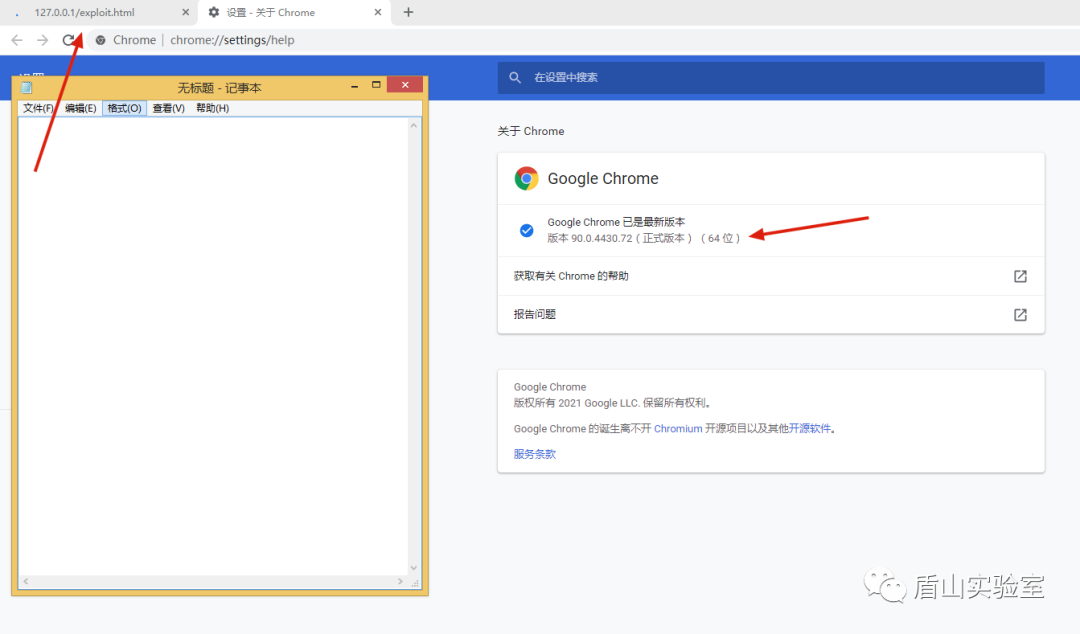 127.0.0.1/exploit.html
设置 - 关于 Chrome
Chrome | chrome://settings/help
在设置中搜索
无标题 - 记事本
文件(F) 编辑(E) 格式(O) 查看(V) 帮助(H)
关于 Chrome
Google Chrome
Google Chrome 已是最新版本
版本 90.0.4430.72（正式版本）（64 位）
获取有关 Chrome 的帮助
报告问题
Google Chrome
版权所有 2021 Google LLC. 保留所有权利。
Google Chrome 的诞生离不开 Chromium 开源项目以及其他开源软件。
服务条款
盾山实验室